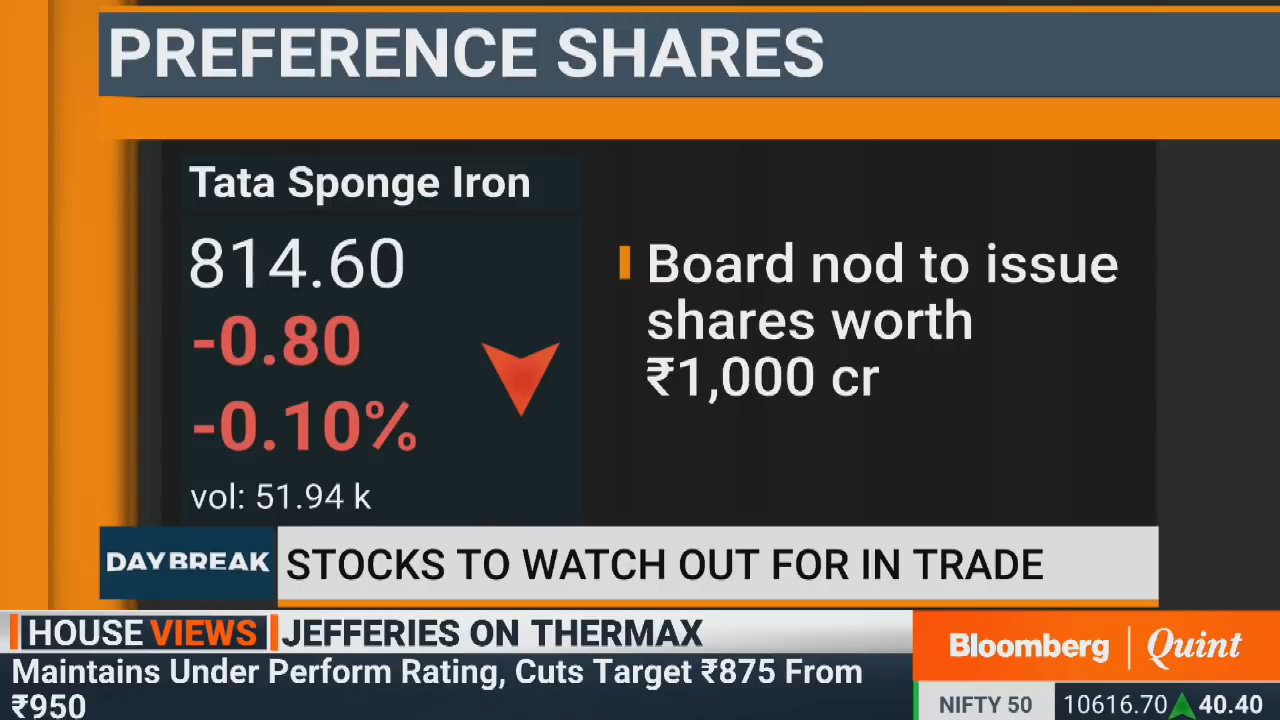 PREFERENCE SHARES
Tata Sponge Iron
814.60
-0.80
-0.10%
vol: 51.94 k
Board nod to issue
shares worth
₹1,000 cr
DAYBREAK STOCKS TO WATCH OUT FOR IN TRADE
HOUSE VIEWS JEFFERIES ON THERMAX
Maintains Under Perform Rating, Cuts Target ₹875 From
₹950
Bloomberg | Quint
NIFTY 50 10616.70 40.40